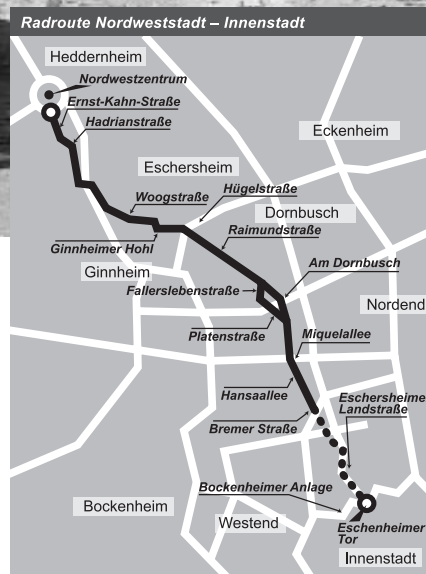 Radroute Nordweststadt – Innenstadt
Heddernheim
Nordwestzentrum
Ernst-Kahn-Straße
Hadrianstraße
Eckenheim
Eschersheim
Woogstraße
Hügelstraße
Dornbusch
Raimundstraße
Ginnheimer Hohl
Ginnheim
Am Dornbusch
Fallerslebenstraße
Nordend
Platenstraße
Miquelallee
Hansaallee
Eschersheime
Landstraße
Bremer Straße
Bockenheimer Anlage
Bockenheim
Westend
Eschenheimer
Tor
Innenstadt